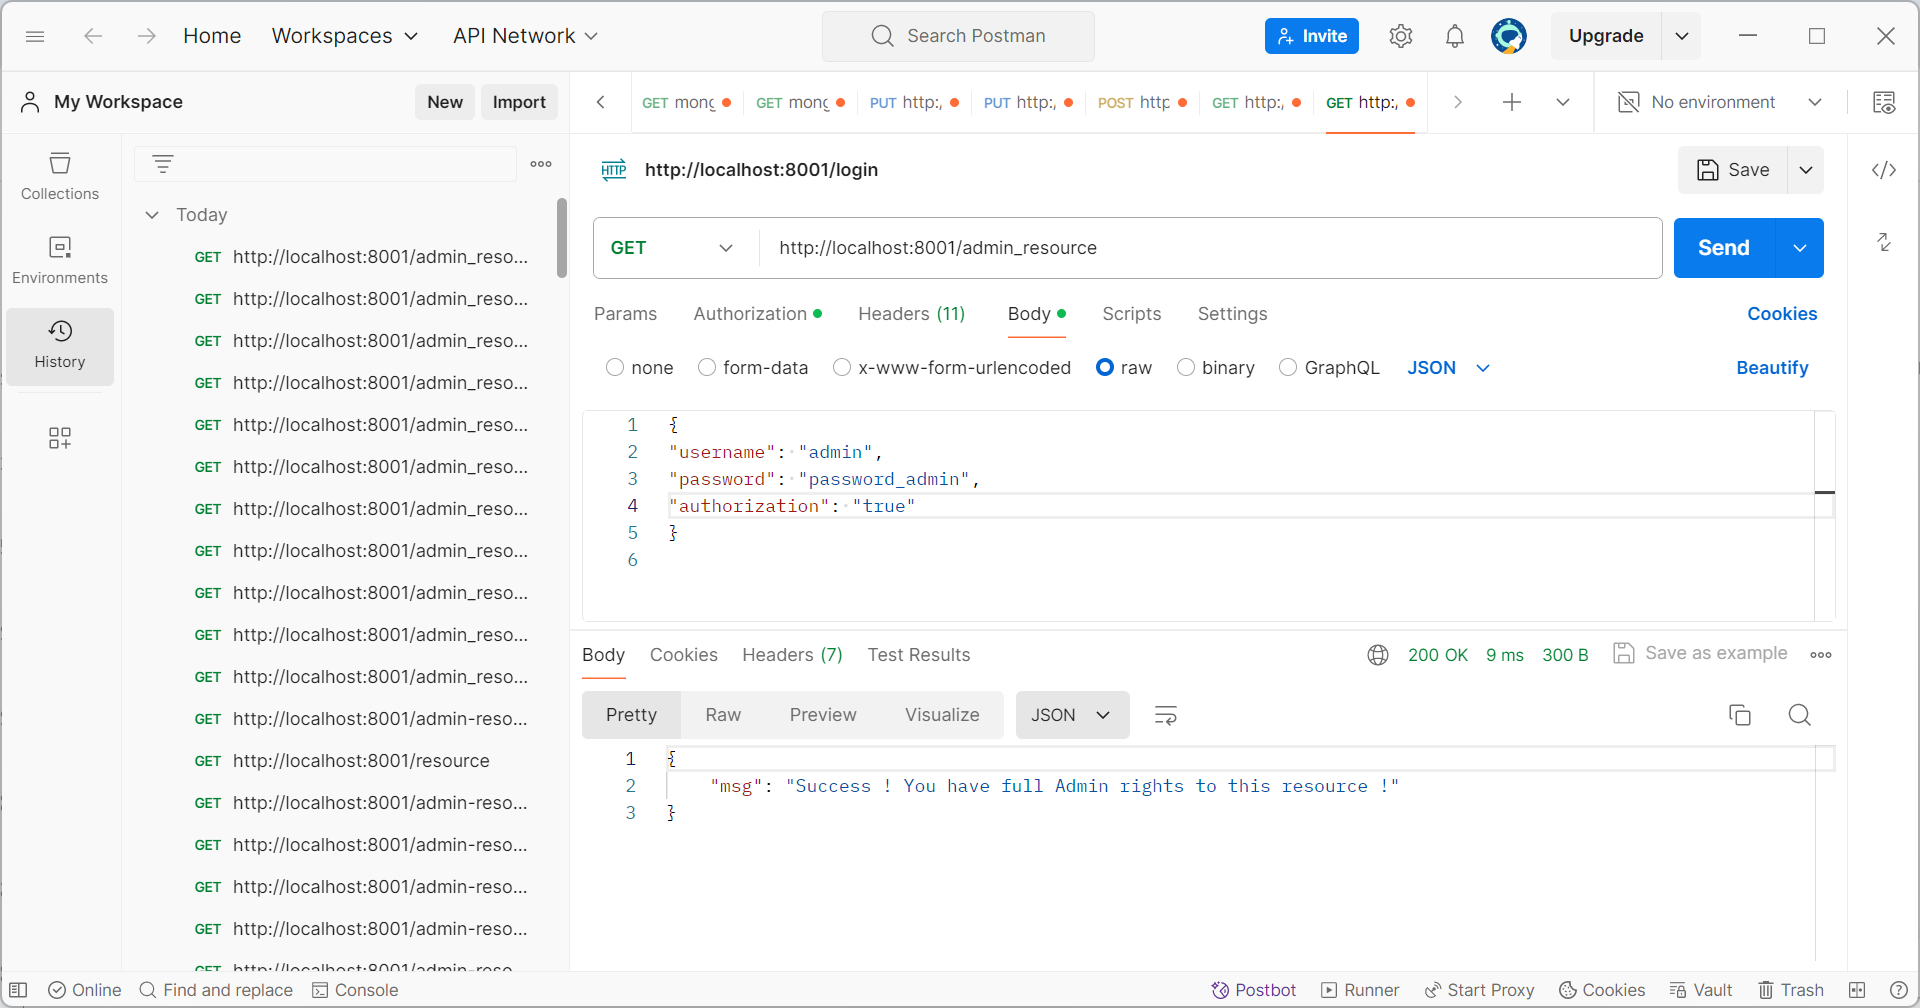 Home Workspaces API Network Search Postman Invite Upgrade
My Workspace New Import GET mong GET mong PUT http:/ PUT http:/ POST http GET http:/ GET http:/ No environment
Collections
Environments
History
Today
GET http://localhost:8001/admin_reso...
GET http://localhost:8001/admin_reso...
GET http://localhost:8001/admin_reso...
GET http://localhost:8001/admin_reso...
GET http://localhost:8001/admin_reso...
GET http://localhost:8001/admin_reso...
GET http://localhost:8001/admin_reso...
GET http://localhost:8001/admin_reso...
GET http://localhost:8001/admin_reso...
GET http://localhost:8001/admin_reso...
GET http://localhost:8001/admin_reso...
GET http://localhost:8001/admin-reso...
GET http://localhost:8001/resource
GET http://localhost:8001/admin-reso...
GET http://localhost:8001/admin-reso...
GET http://localhost:8001/admin-reso...
GET http://localhost:8001/admin-reso...
GET http://localhost:8001/admin-reso...
HTTP http://localhost:8001/login Save
GET http://localhost:8001/admin_resource Send
Params Authorization Headers (11) Body Scripts Settings Cookies
none form-data x-www-form-urlencoded raw binary GraphQL JSON Beautify
1 {
2 "username": "admin",
3 "password": "password_admin",
4 "authorization": "true"
5 }
6
Body Cookies Headers (7) Test Results 200 OK 9 ms 300 B Save as example
Pretty Raw Preview Visualize JSON
1 {
2 "msg": "Success ! You have full Admin rights to this resource !"
3 }
Online Find and replace Console Postbot Runner Start Proxy Cookies Vault Trash